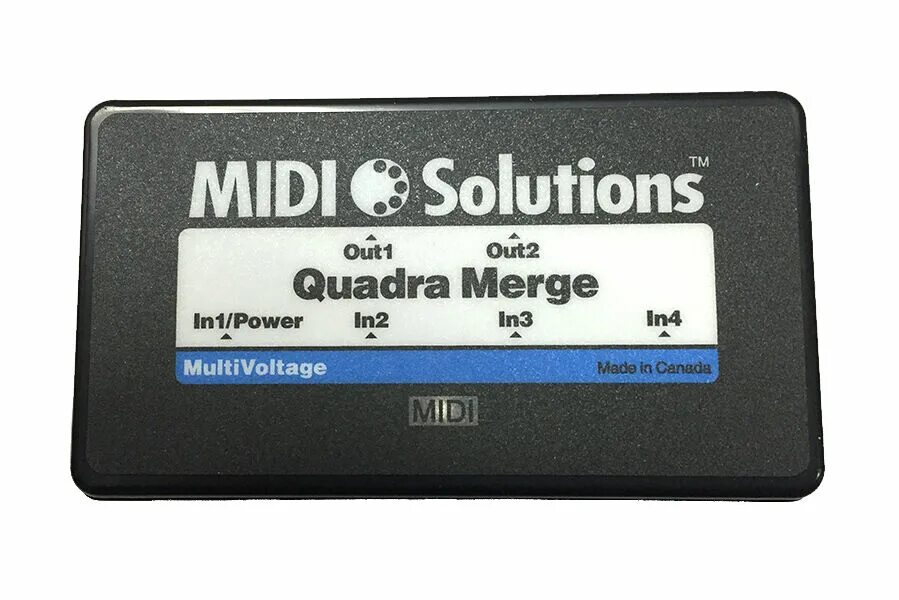 MIDI Solutions™
Out1 Out2
Quadra Merge
In1/Power In2 In3 In4
MultiVoltage Made in Canada
MIDI